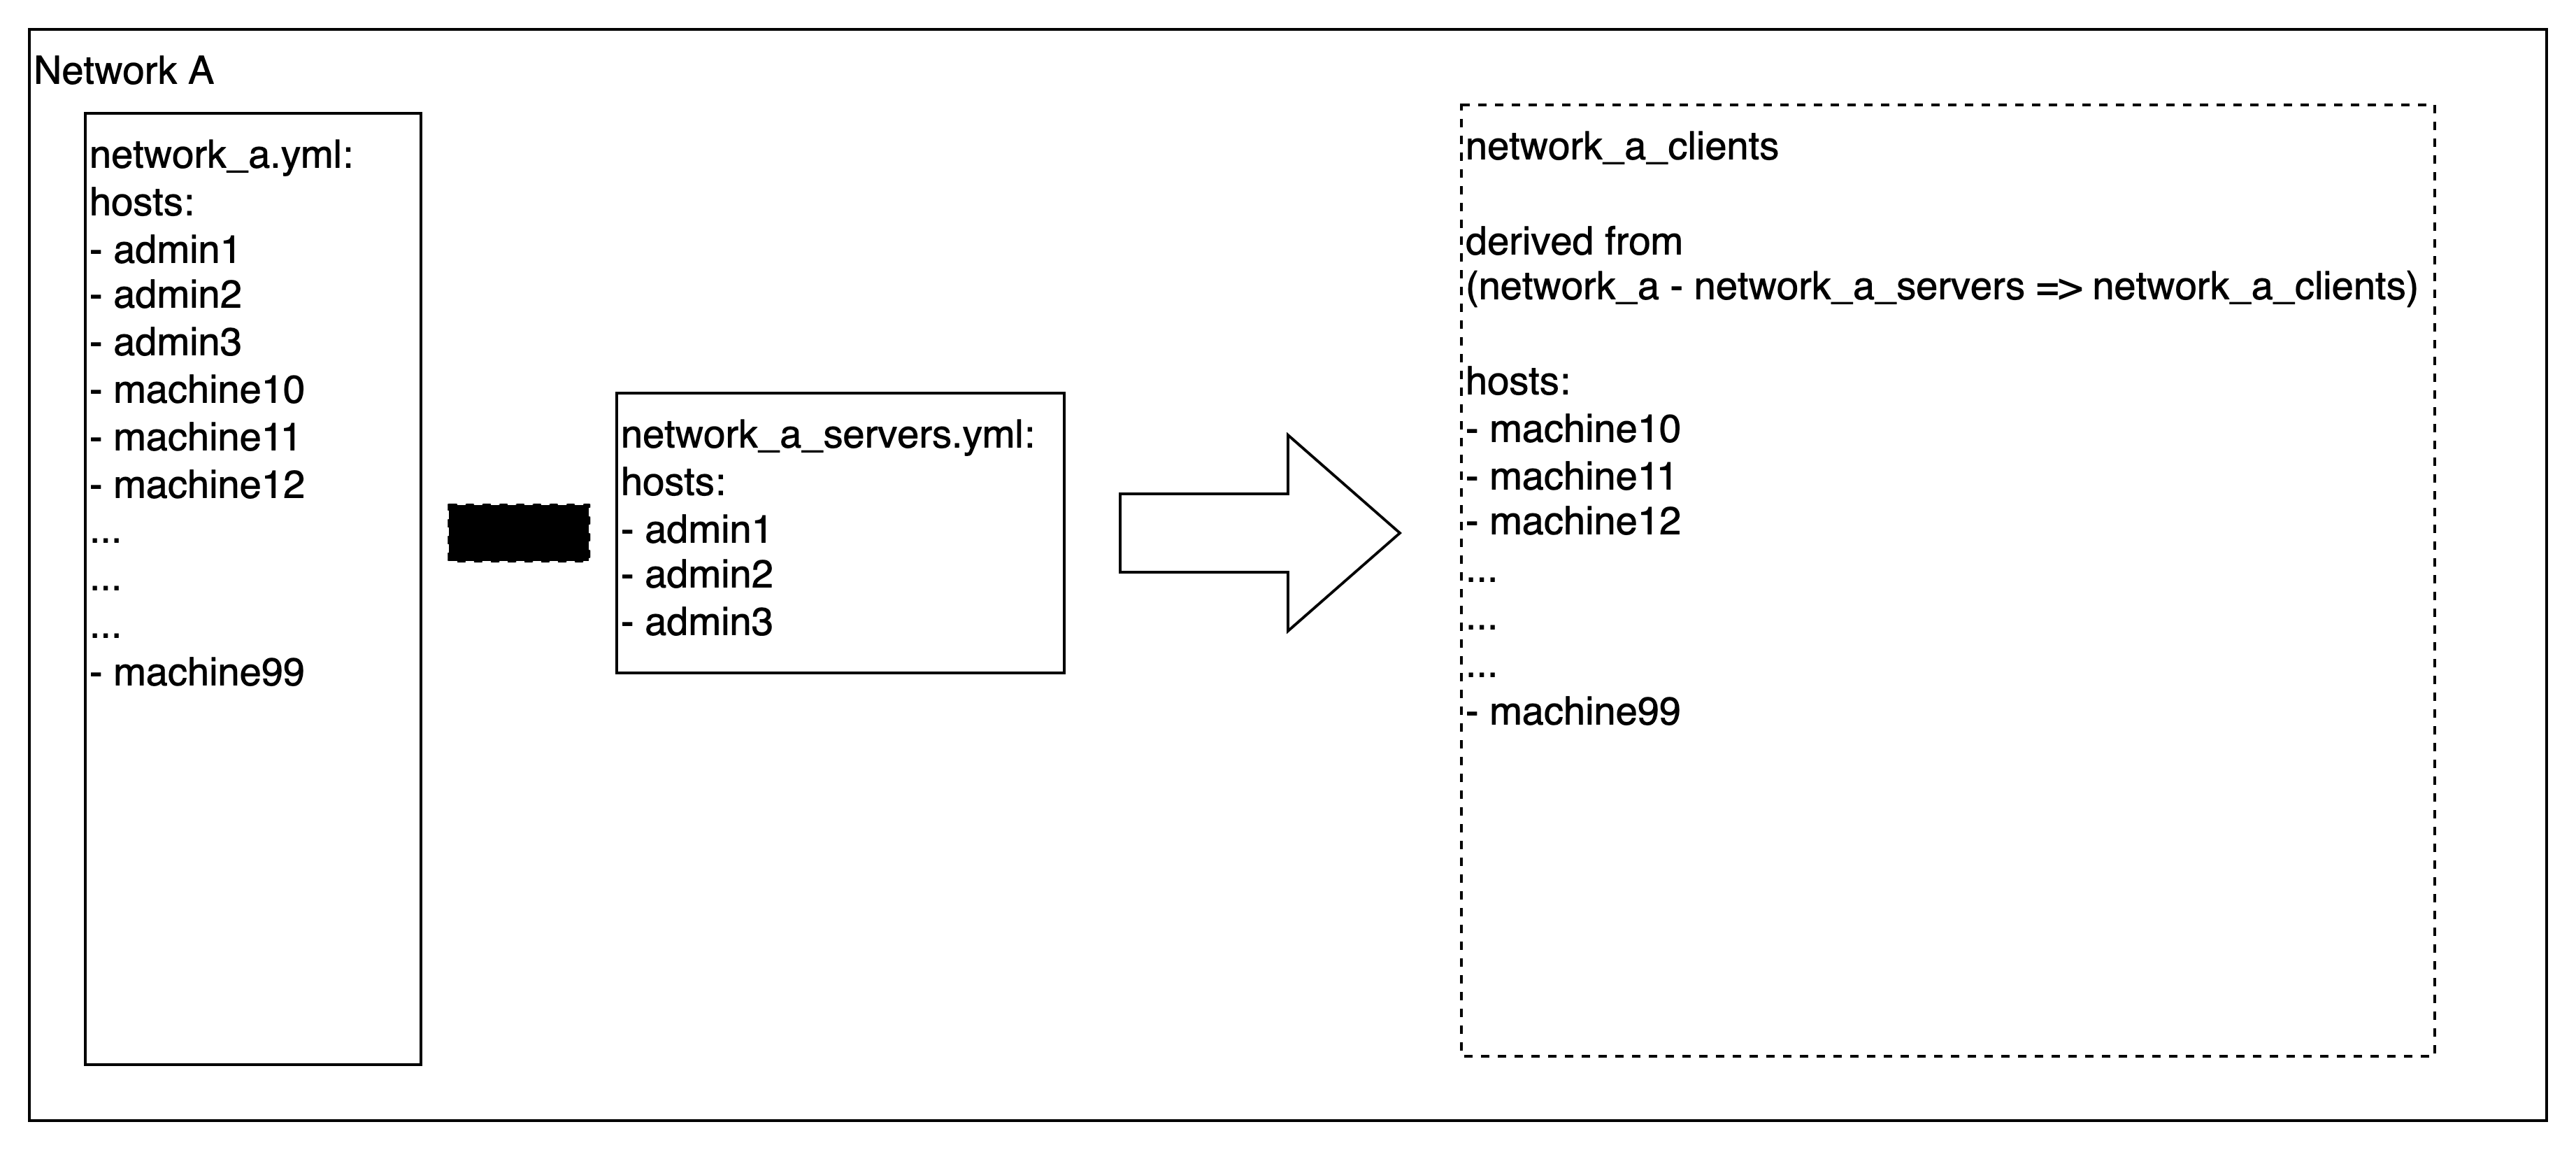 Network A
network_a.yml:
hosts:
- admin1
- admin2
- admin3
- machine10
- machine11
- machine12
...
...
...
- machine99
network_a_servers.yml:
hosts:
- admin1
- admin2
- admin3
network_a_clients
derived from
(network_a - network_a_servers => network_a_clients)
hosts:
- machine10
- machine11
- machine12
...
...
...
- machine99